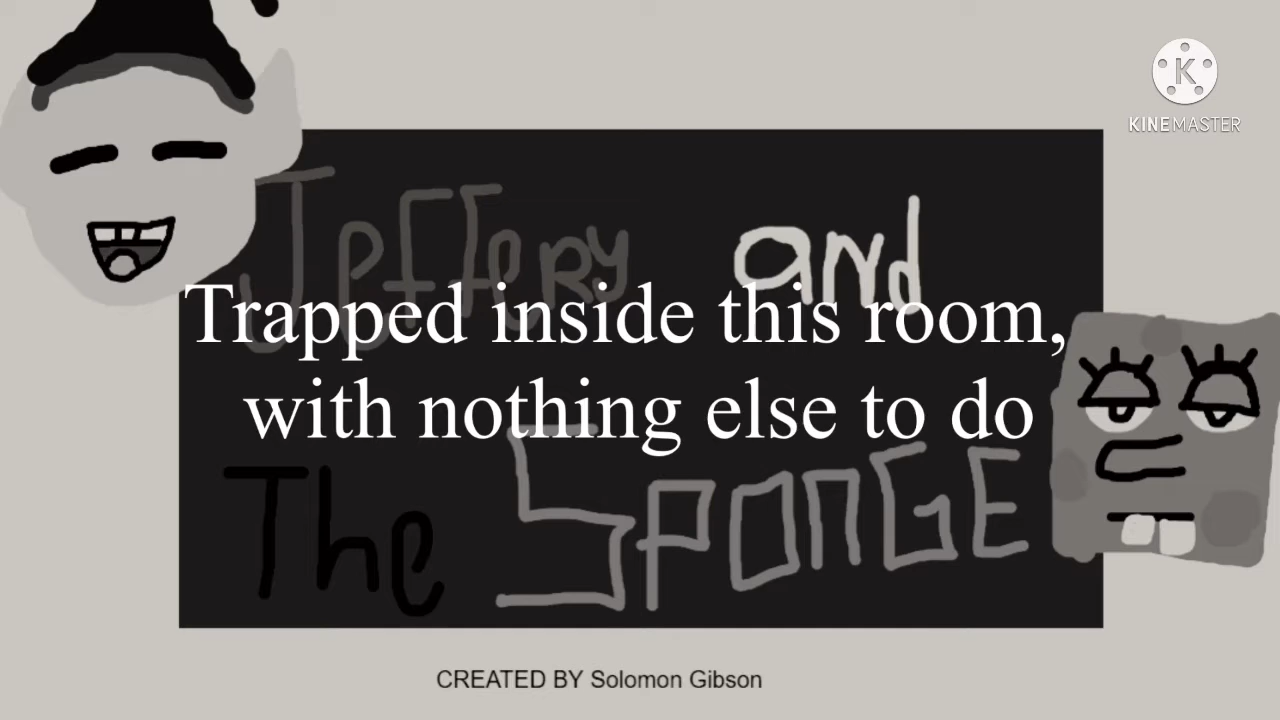 K
KINEMASTER
Jeffery and
Trapped inside this room,
with nothing else to do
The SPONGE
CREATED BY Solomon Gibson